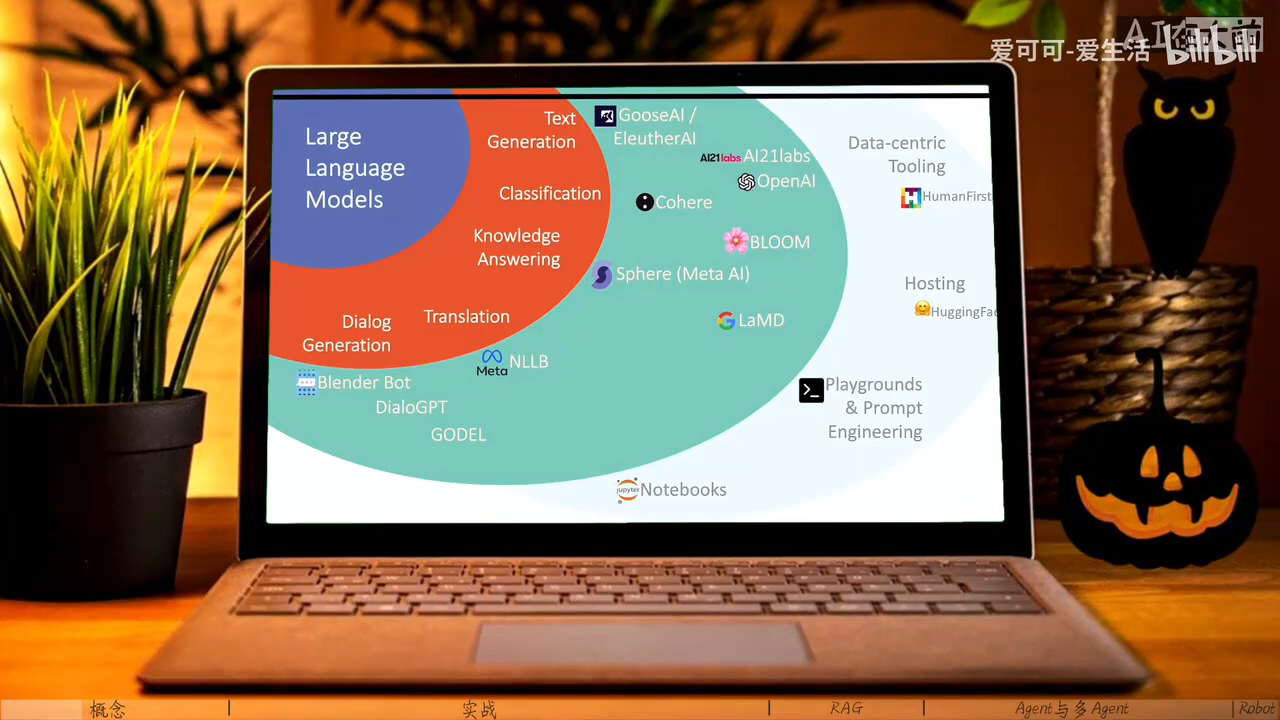 爱可可-爱生活
bilibili
Large
Language
Models
Text
Generation
Classification
Knowledge
Answering
Translation
Dialog
Generation
GooseAI /
EleutherAI
AI21labs AI21labs
OpenAI
Cohere
BLOOM
Sphere (Meta AI)
LaMD
Meta NLLB
Blender Bot
DialoGPT
GODEL
Data-centric
Tooling
HumanFirst
Hosting
HuggingFac
Playgrounds
& Prompt
Engineering
jupyter Notebooks
概念 实战 RAG Agent与多Agent Robot